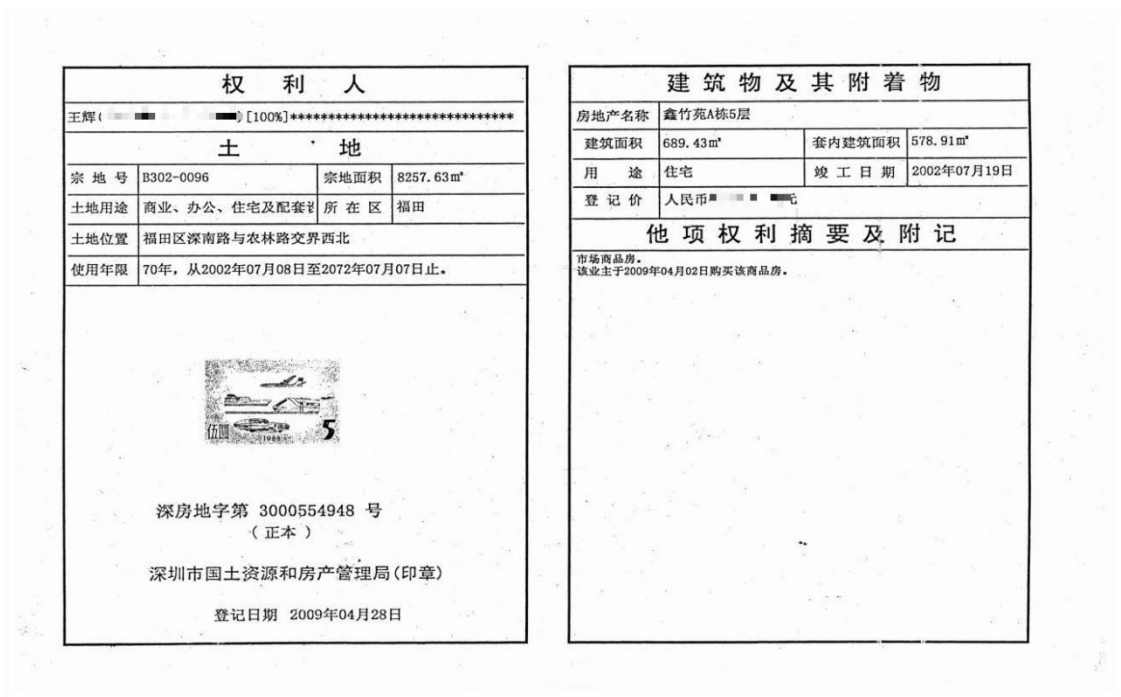 权利人
王辉( )[100%]******************************
土地
宗地号 B302-0096 宗地面积 8257.63㎡
土地用途 商业、办公、住宅及配套 所在区 福田
土地位置 福田区深南路与农林路交界西北
使用年限 70年，从2002年07月08日至2072年07月07日止。
伍圆 1988 5
深房地字第 3000554948 号
(正本)
深圳市国土资源和房产管理局(印章)
登记日期 2009年04月28日
建筑物及其附着物
房地产名称 鑫竹苑A栋5层
建筑面积 689.43㎡ 套内建筑面积 578.91㎡
用途 住宅 竣工日期 2002年07月19日
登记价 人民币 元
他项权利摘要及附记
市场商品房。
该业主于2009年04月02日购买该商品房。